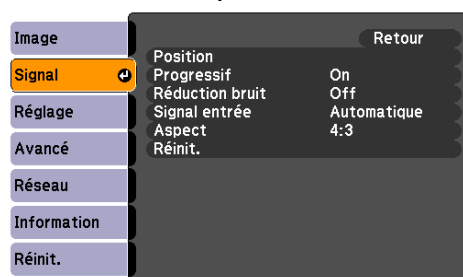 Image
Signal
Réglage
Avancé
Réseau
Information
Réinit.
Retour
Position
Progressif On
Réduction bruit Off
Signal entrée Automatique
Aspect 4:3
Réinit.